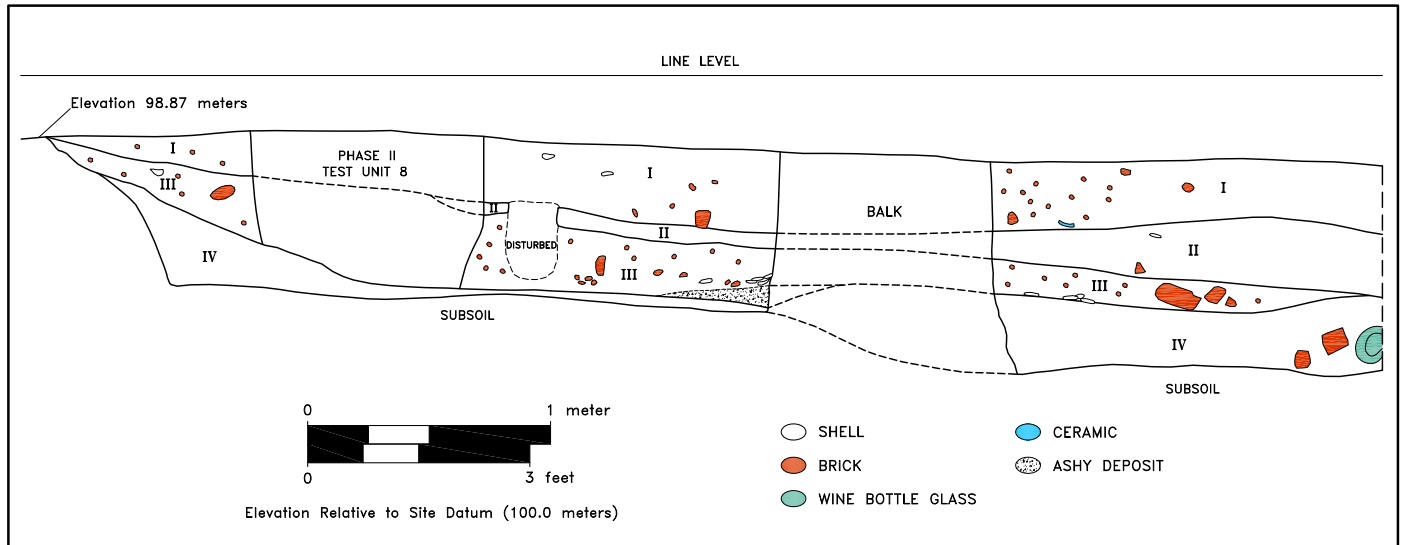 LINE LEVEL
Elevation 98.87 meters
I
III
IV
PHASE II
TEST UNIT 8
II
DISTURBED
I
II
III
BALK
I
II
III
IV
SUBSOIL
SUBSOIL
0 1 meter
0 3 feet
Elevation Relative to Site Datum (100.0 meters)
SHELL
BRICK
WINE BOTTLE GLASS
CERAMIC
ASHY DEPOSIT